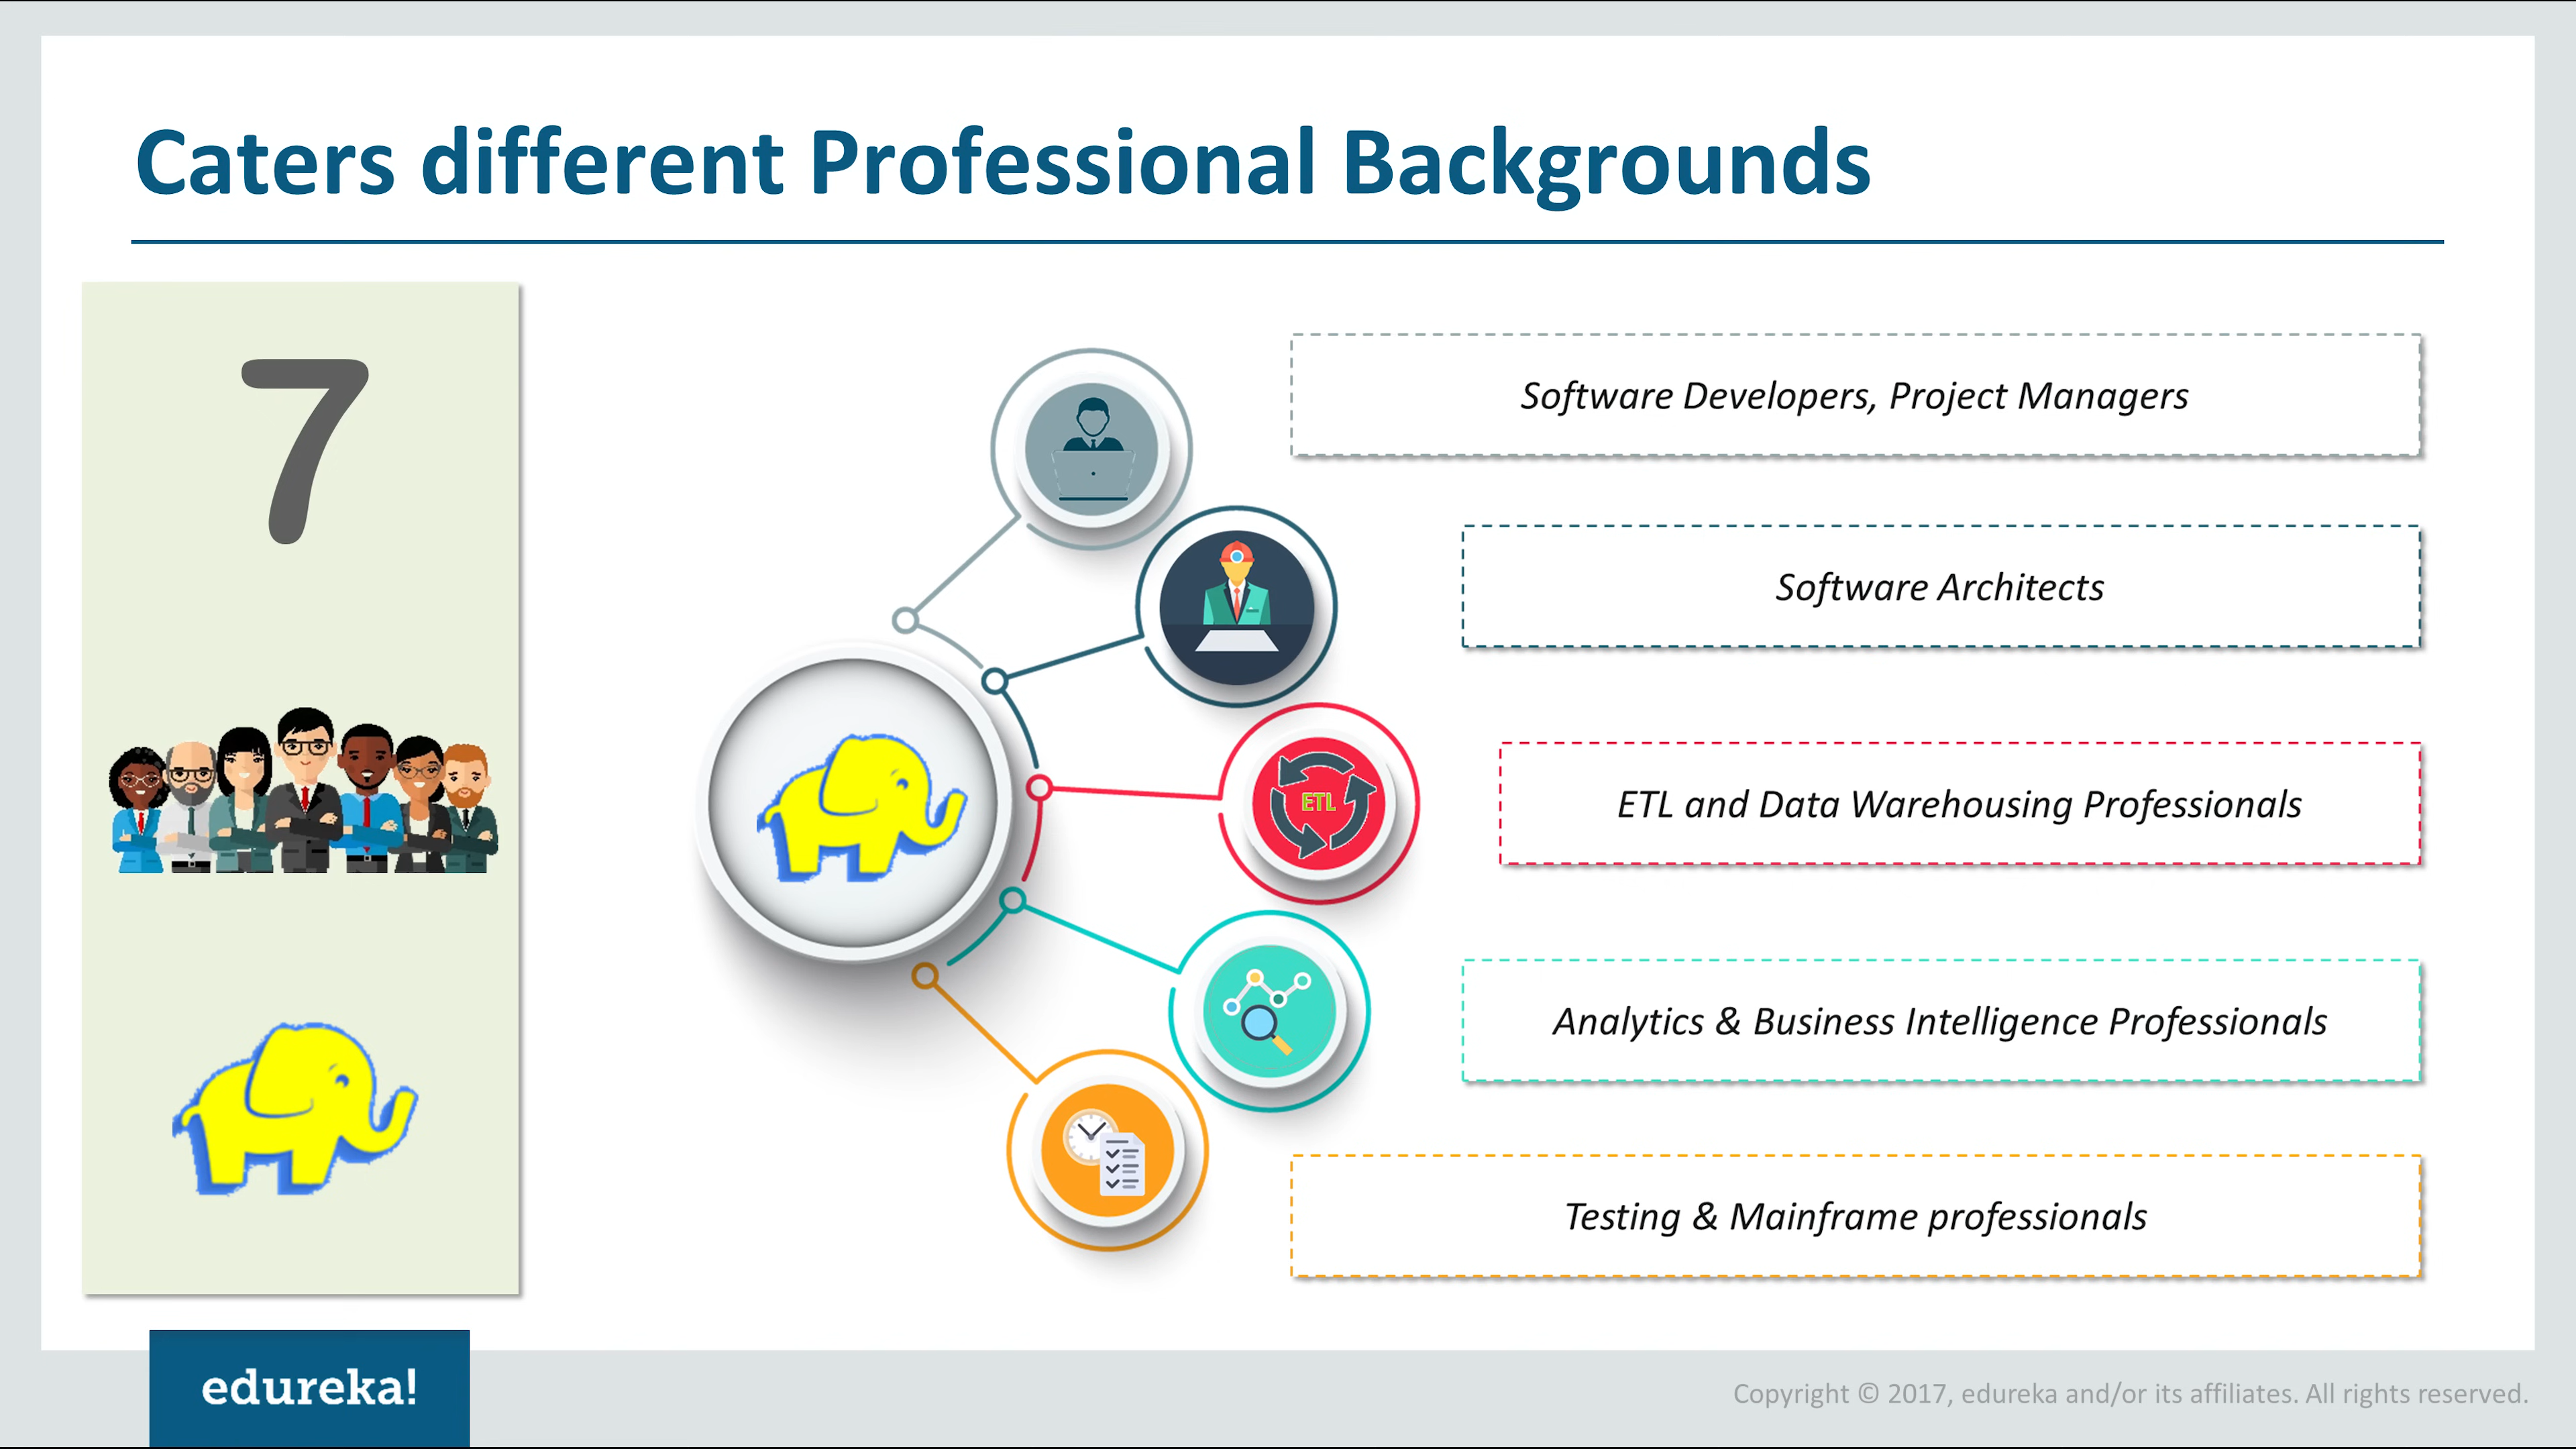 Caters different Professional Backgrounds
7
Software Developers, Project Managers
Software Architects
ETL
ETL and Data Warehousing Professionals
Analytics & Business Intelligence Professionals
Testing & Mainframe professionals
edureka!
Copyright © 2017, edureka and/or its affiliates. All rights reserved.